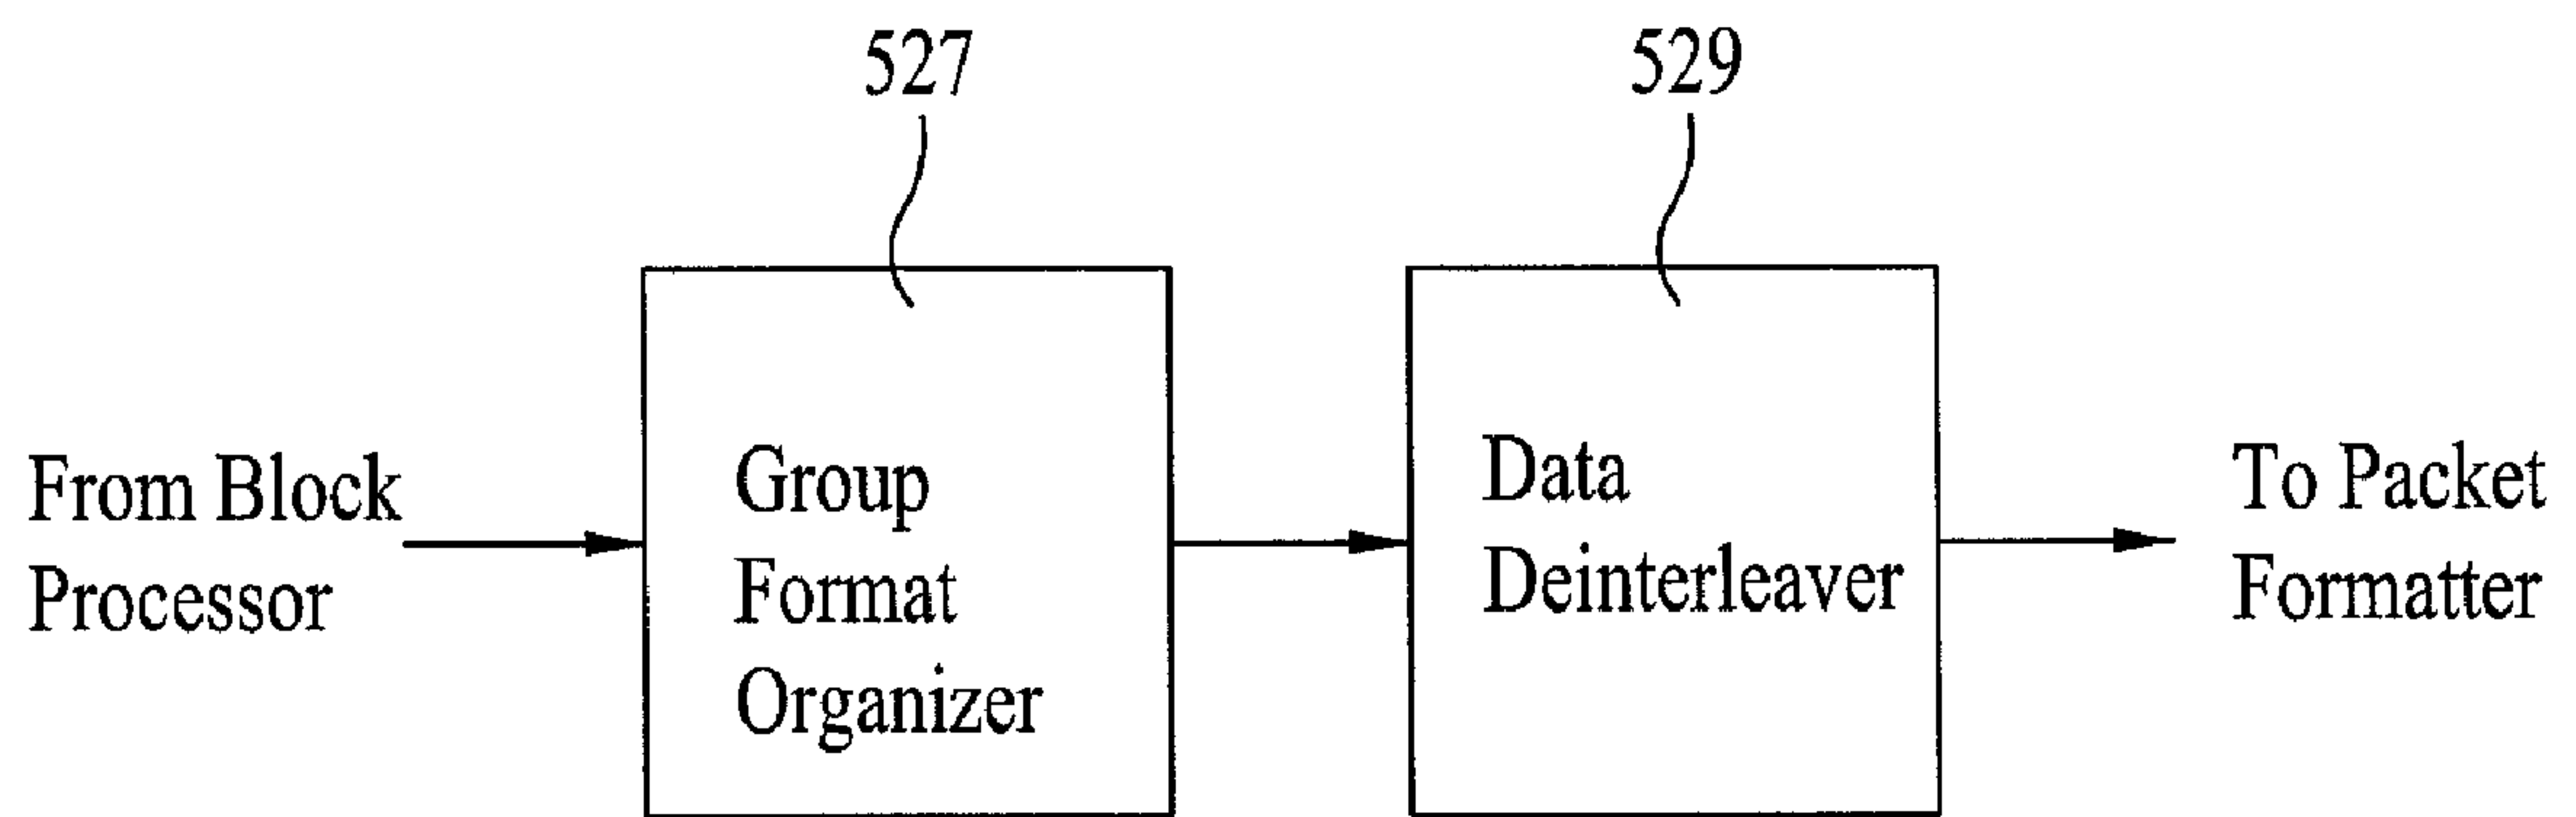 527
529
From Block
Processor
Group
Format
Organizer
Data
Deinterleaver
To Packet
Formatter